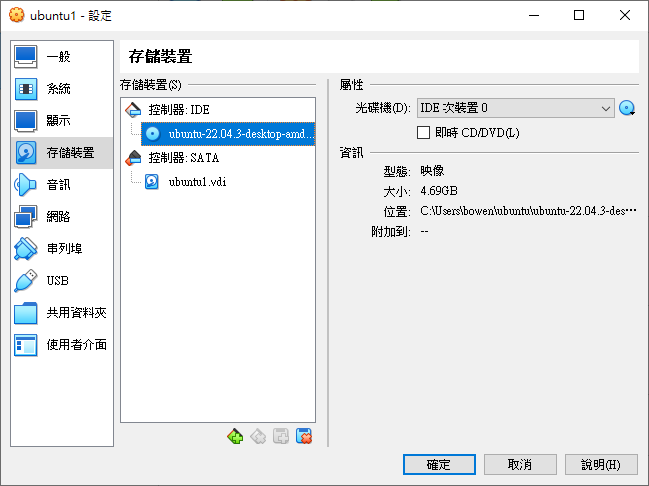 ubuntu1 - 設定
一般
系統
顯示
存儲裝置
音訊
網路
串列埠
USB
共用資料夾
使用者介面
存儲裝置
存儲裝置(S)
控制器: IDE
ubuntu-22.04.3-desktop-amd...
控制器: SATA
ubuntu1.vdi
屬性
光碟機(D): IDE 次裝置 0
即時 CD/DVD(L)
資訊
型態: 映像
大小: 4.69GB
位置: C:\Users\bowen\ubuntu\ubuntu-22.04.3-des…
附加到: --
確定 取消 說明(H)